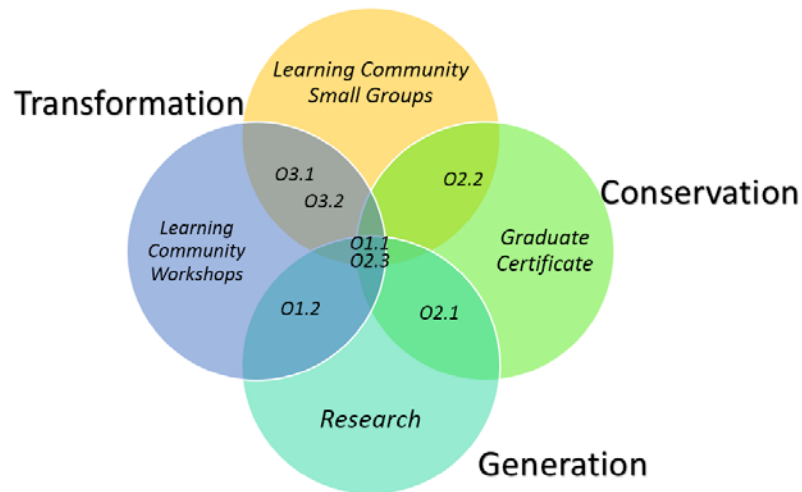 Learning Community
Small Groups
Transformation
O3.1
O2.2
O3.2
Conservation
Learning
Community
Workshops
O1.1
O2.3
Graduate
Certificate
O1.2
O2.1
Research
Generation